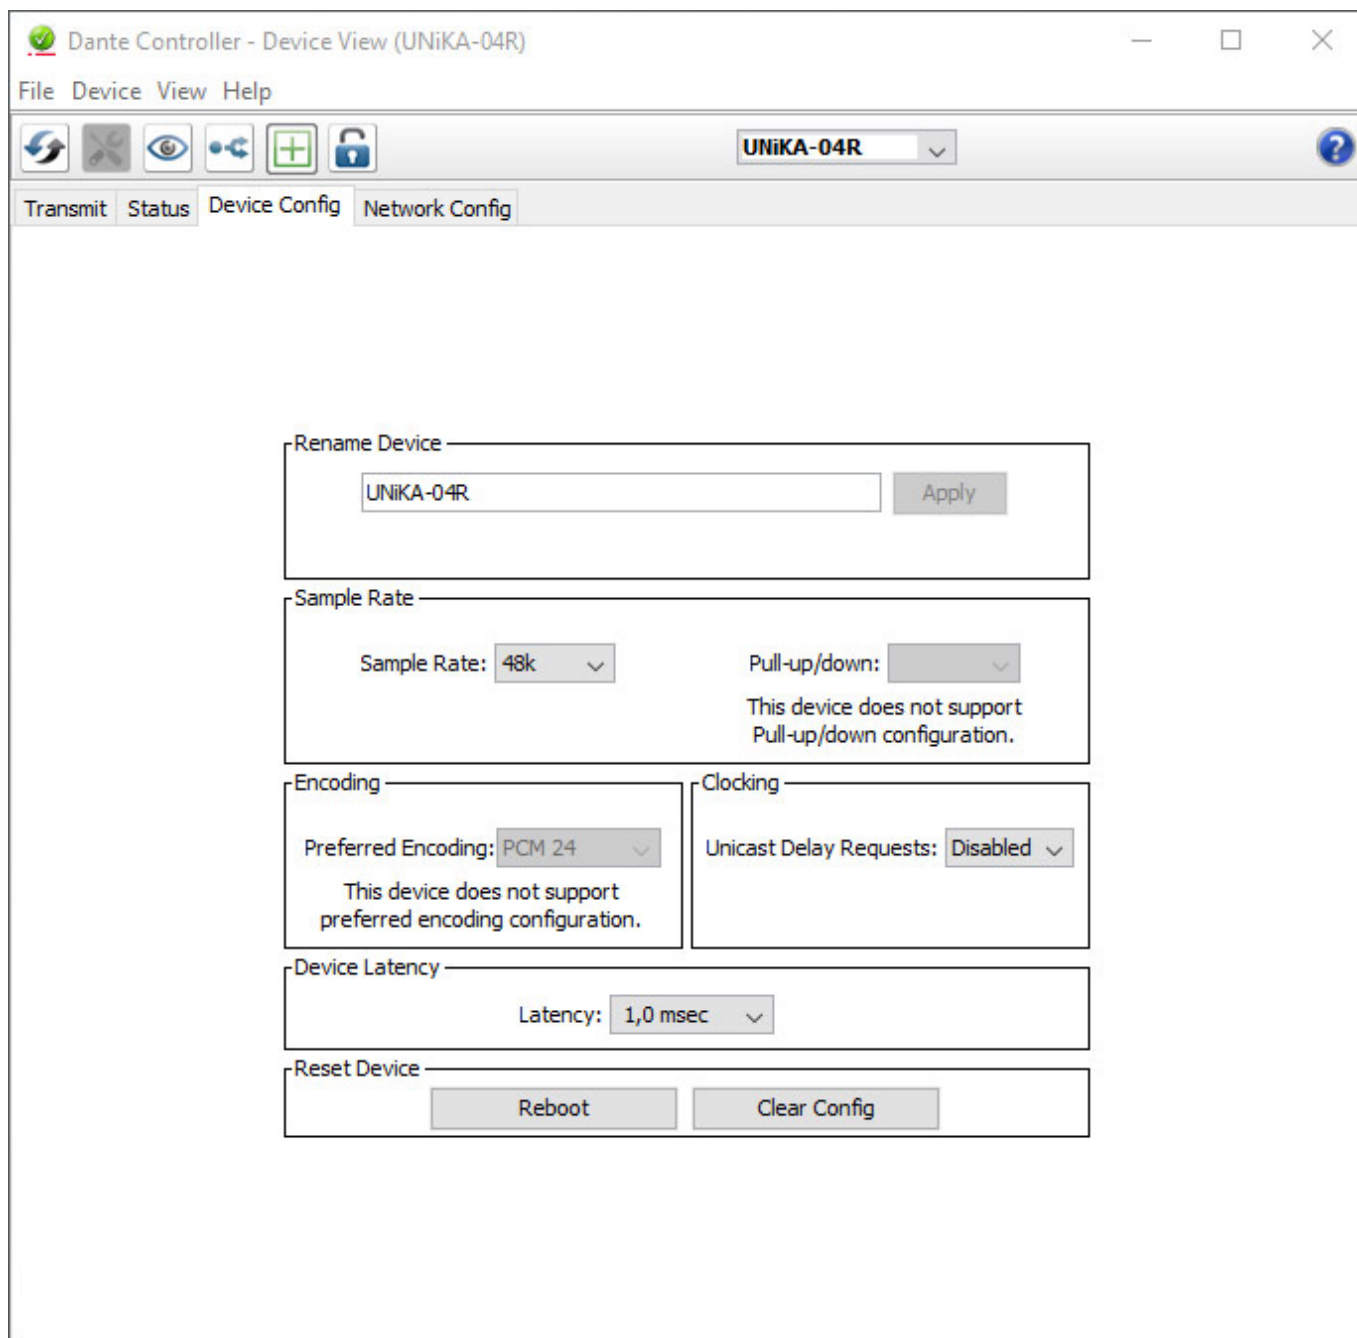 Dante Controller - Device View (UNiKA-04R)
File Device View Help
UNiKA-04R
Transmit Status Device Config Network Config
Rename Device
UNiKA-04R Apply
Sample Rate
Sample Rate: 48k Pull-up/down:
This device does not support
Pull-up/down configuration.
Encoding
Preferred Encoding: PCM 24
This device does not support
preferred encoding configuration.
Clocking
Unicast Delay Requests: Disabled
Device Latency
Latency: 1,0 msec
Reset Device
Reboot Clear Config